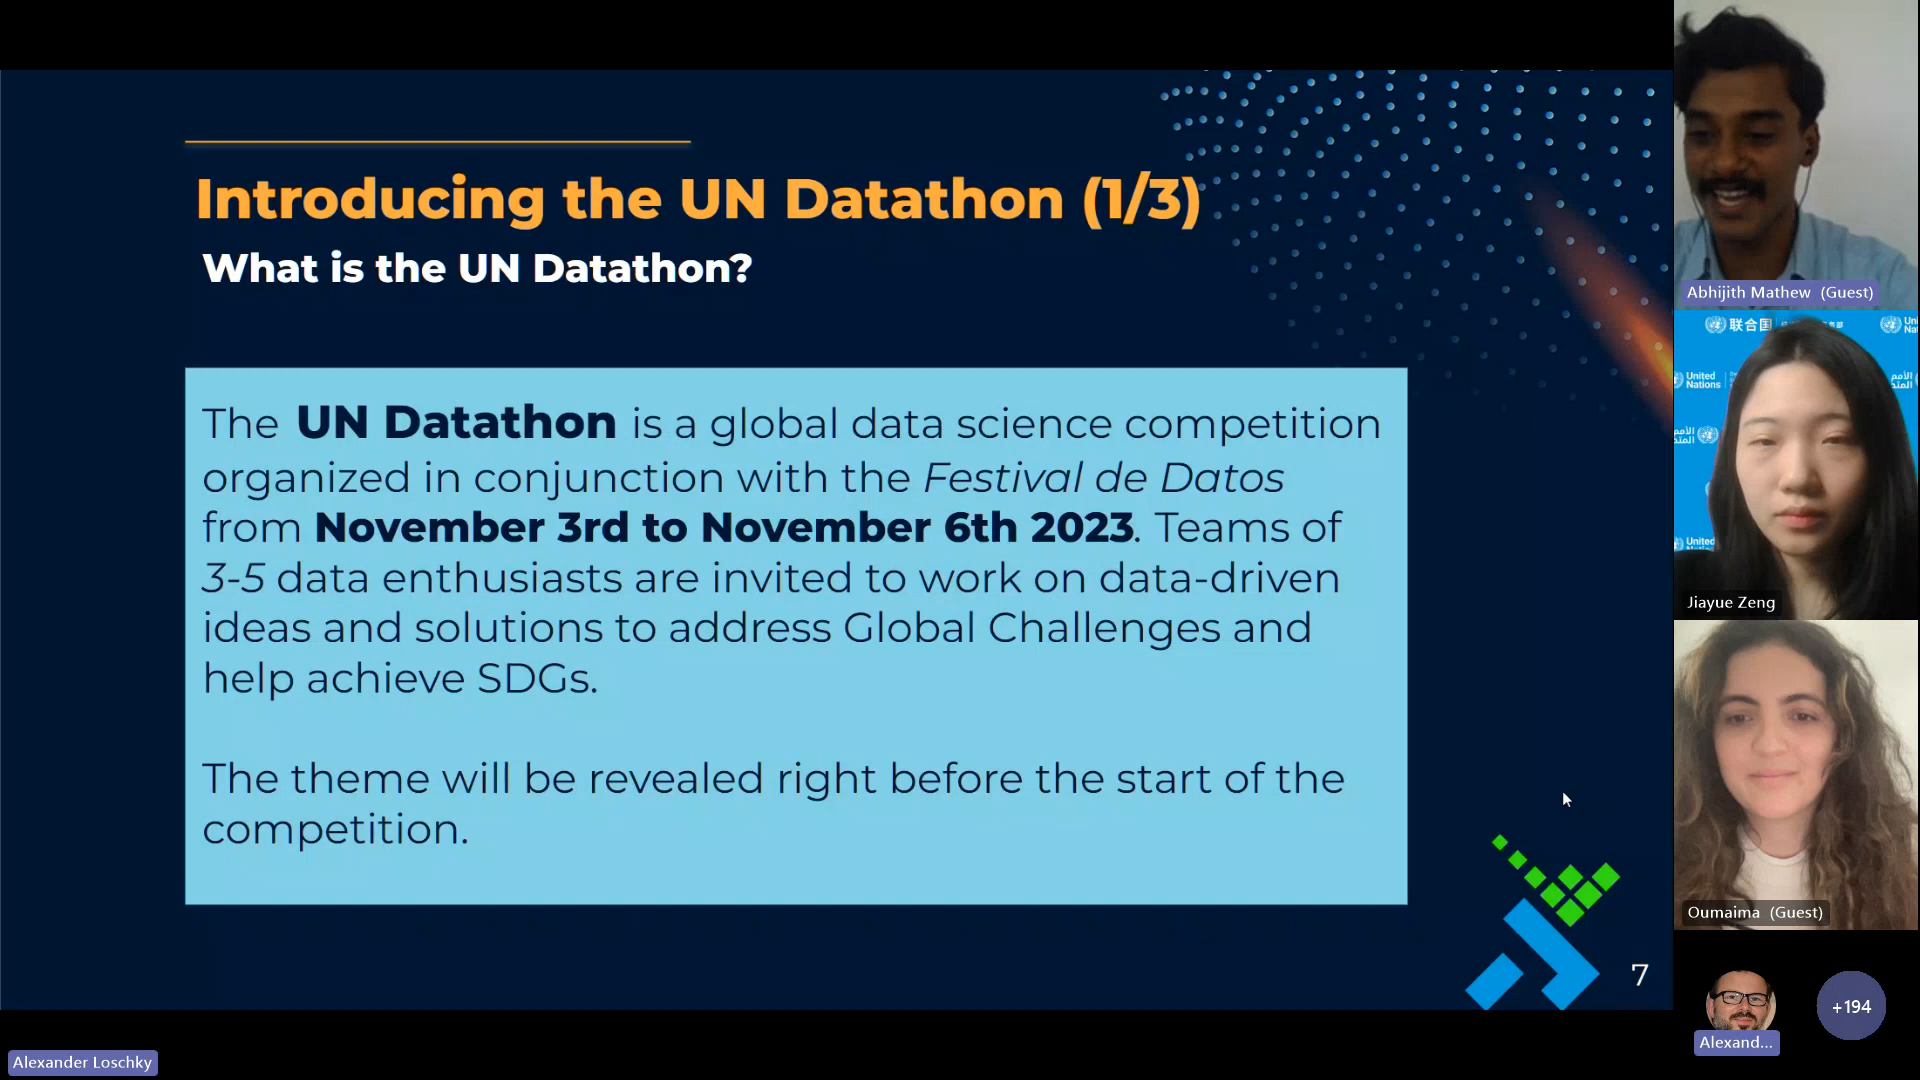 Introducing the UN Datathon (1/3)
What is the UN Datathon?
The UN Datathon is a global data science competition
organized in conjunction with the Festival de Datos
from November 3rd to November 6th 2023. Teams of
3-5 data enthusiasts are invited to work on data-driven
ideas and solutions to address Global Challenges and
help achieve SDGs.
The theme will be revealed right before the start of the
competition.
7
Alexander Loschky
Abhijith Mathew (Guest)
联合国
United
Nations
United
Jiayue Zeng
Oumaima (Guest)
Alexand...
+194